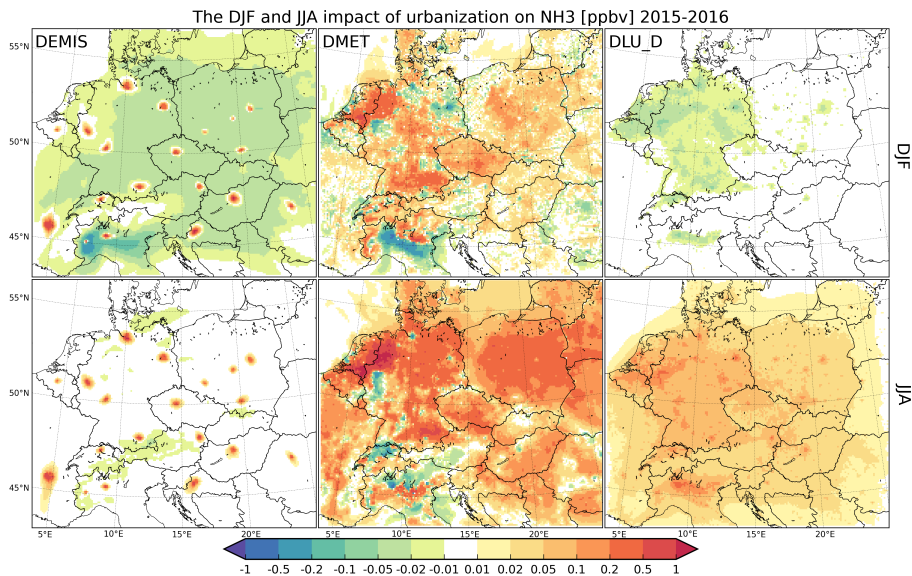 The DJF and JJA impact of urbanization on NH3 [ppbv] 2015-2016
DEMIS DMET DLU_D
55°N
50°N
45°N
DJF
55°N
50°N
45°N
JJA
5°E 10°E 15°E 20°E 5°E 10°E 15°E 20°E 5°E 10°E 15°E 20°E
-1 -0.5 -0.2 -0.1 -0.05 -0.02 -0.01 0.01 0.02 0.05 0.1 0.2 0.5 1